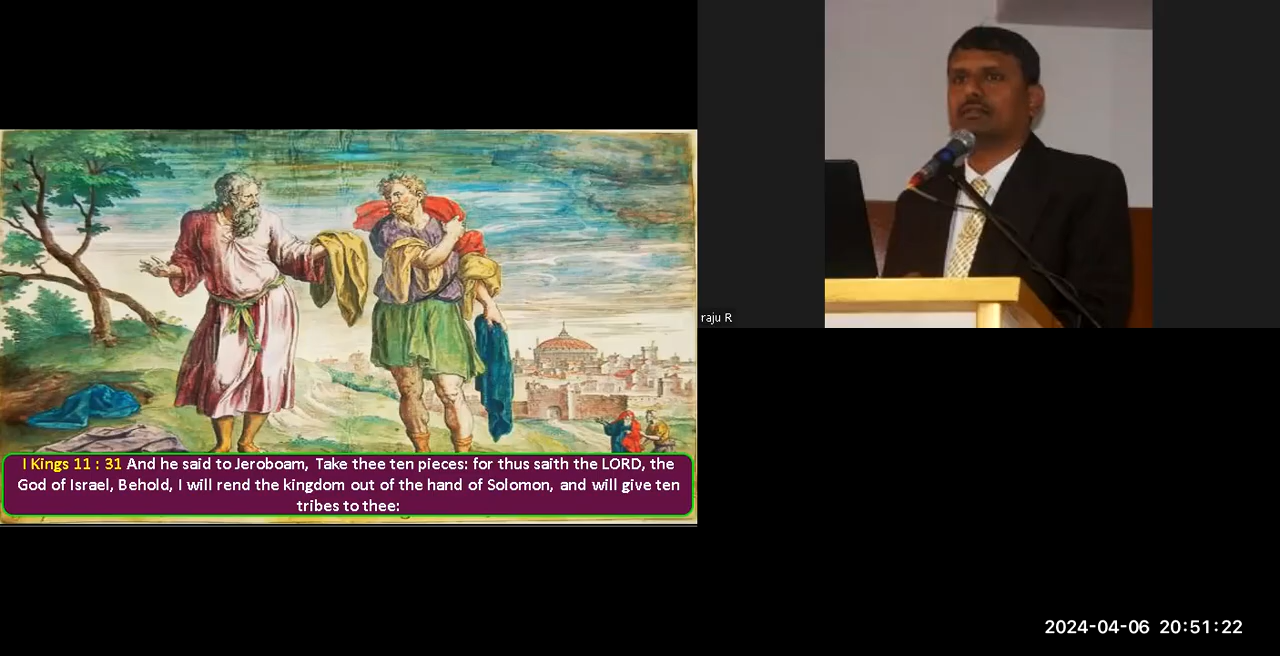 I Kings 11 : 31 And he said to Jeroboam, Take thee ten pieces: for thus saith the LORD, the
God of Israel, Behold, I will rend the kingdom out of the hand of Solomon, and will give ten
tribes to thee:
raju R
2024-04-06 20:51:22